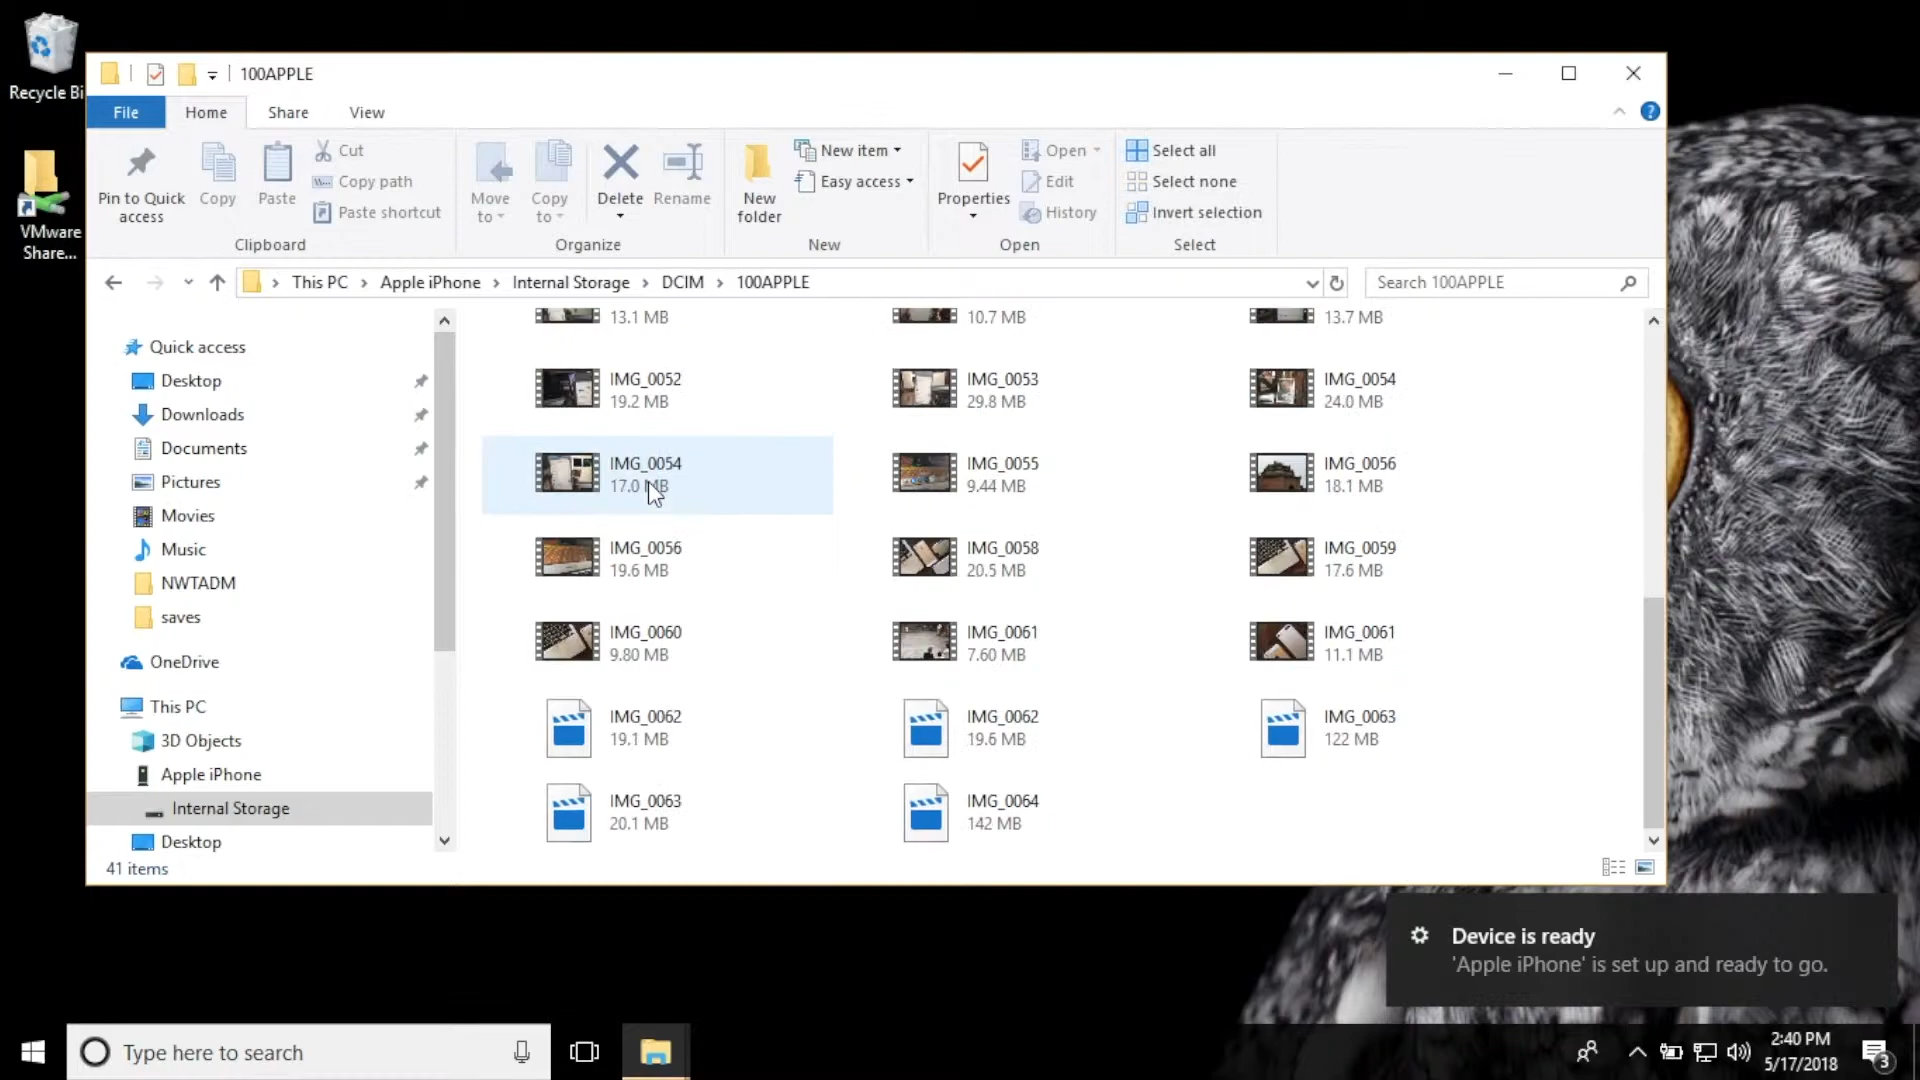 Recycle Bi
VMware
Share...
100APPLE
File
Home
Share
View
Pin to Quick
access
Copy
Paste
Cut
Copy path
Paste shortcut
Clipboard
Move
to
Copy
to
Delete
Rename
Organize
New
folder
New item
Easy access
New
Properties
Open
Edit
History
Open
Select all
Select none
Invert selection
Select
This PC > Apple iPhone > Internal Storage > DCIM > 100APPLE
Search 100APPLE
Quick access
Desktop
Downloads
Documents
Pictures
Movies
Music
NWTADM
saves
OneDrive
This PC
3D Objects
Apple iPhone
Internal Storage
Desktop
13.1 MB
10.7 MB
13.7 MB
IMG_0052
19.2 MB
IMG_0053
29.8 MB
IMG_0054
24.0 MB
IMG_0054
17.0 MB
IMG_0055
9.44 MB
IMG_0056
18.1 MB
IMG_0056
19.6 MB
IMG_0058
20.5 MB
IMG_0059
17.6 MB
IMG_0060
9.80 MB
IMG_0061
7.60 MB
IMG_0061
11.1 MB
IMG_0062
19.1 MB
IMG_0062
19.6 MB
IMG_0063
122 MB
IMG_0063
20.1 MB
IMG_0064
142 MB
41 items
Device is ready
'Apple iPhone' is set up and ready to go.
Type here to search
2:40 PM
5/17/2018
3